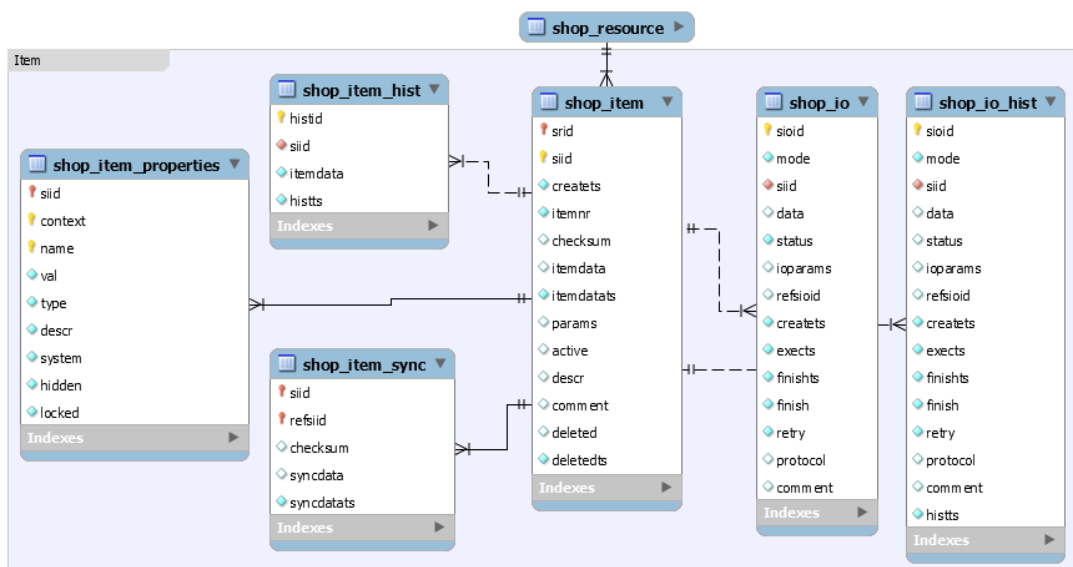 shop_resource
Item
shop_item_hist
histid
siid
itemdata
histts
Indexes
shop_item_properties
siid
context
name
val
type
descr
system
hidden
locked
Indexes
shop_item_sync
siid
refsiid
checksum
syncdata
syncdatats
Indexes
shop_item
srid
siid
createts
itemnr
checksum
itemdata
itemdatats
params
active
descr
comment
deleted
deletedts
Indexes
shop_io
sioid
mode
siid
data
status
ioparams
refsioid
createts
exects
finishts
finish
retry
protocol
comment
Indexes
shop_io_hist
sioid
mode
siid
data
status
ioparams
refsioid
createts
exects
finishts
finish
retry
protocol
comment
histts
Indexes